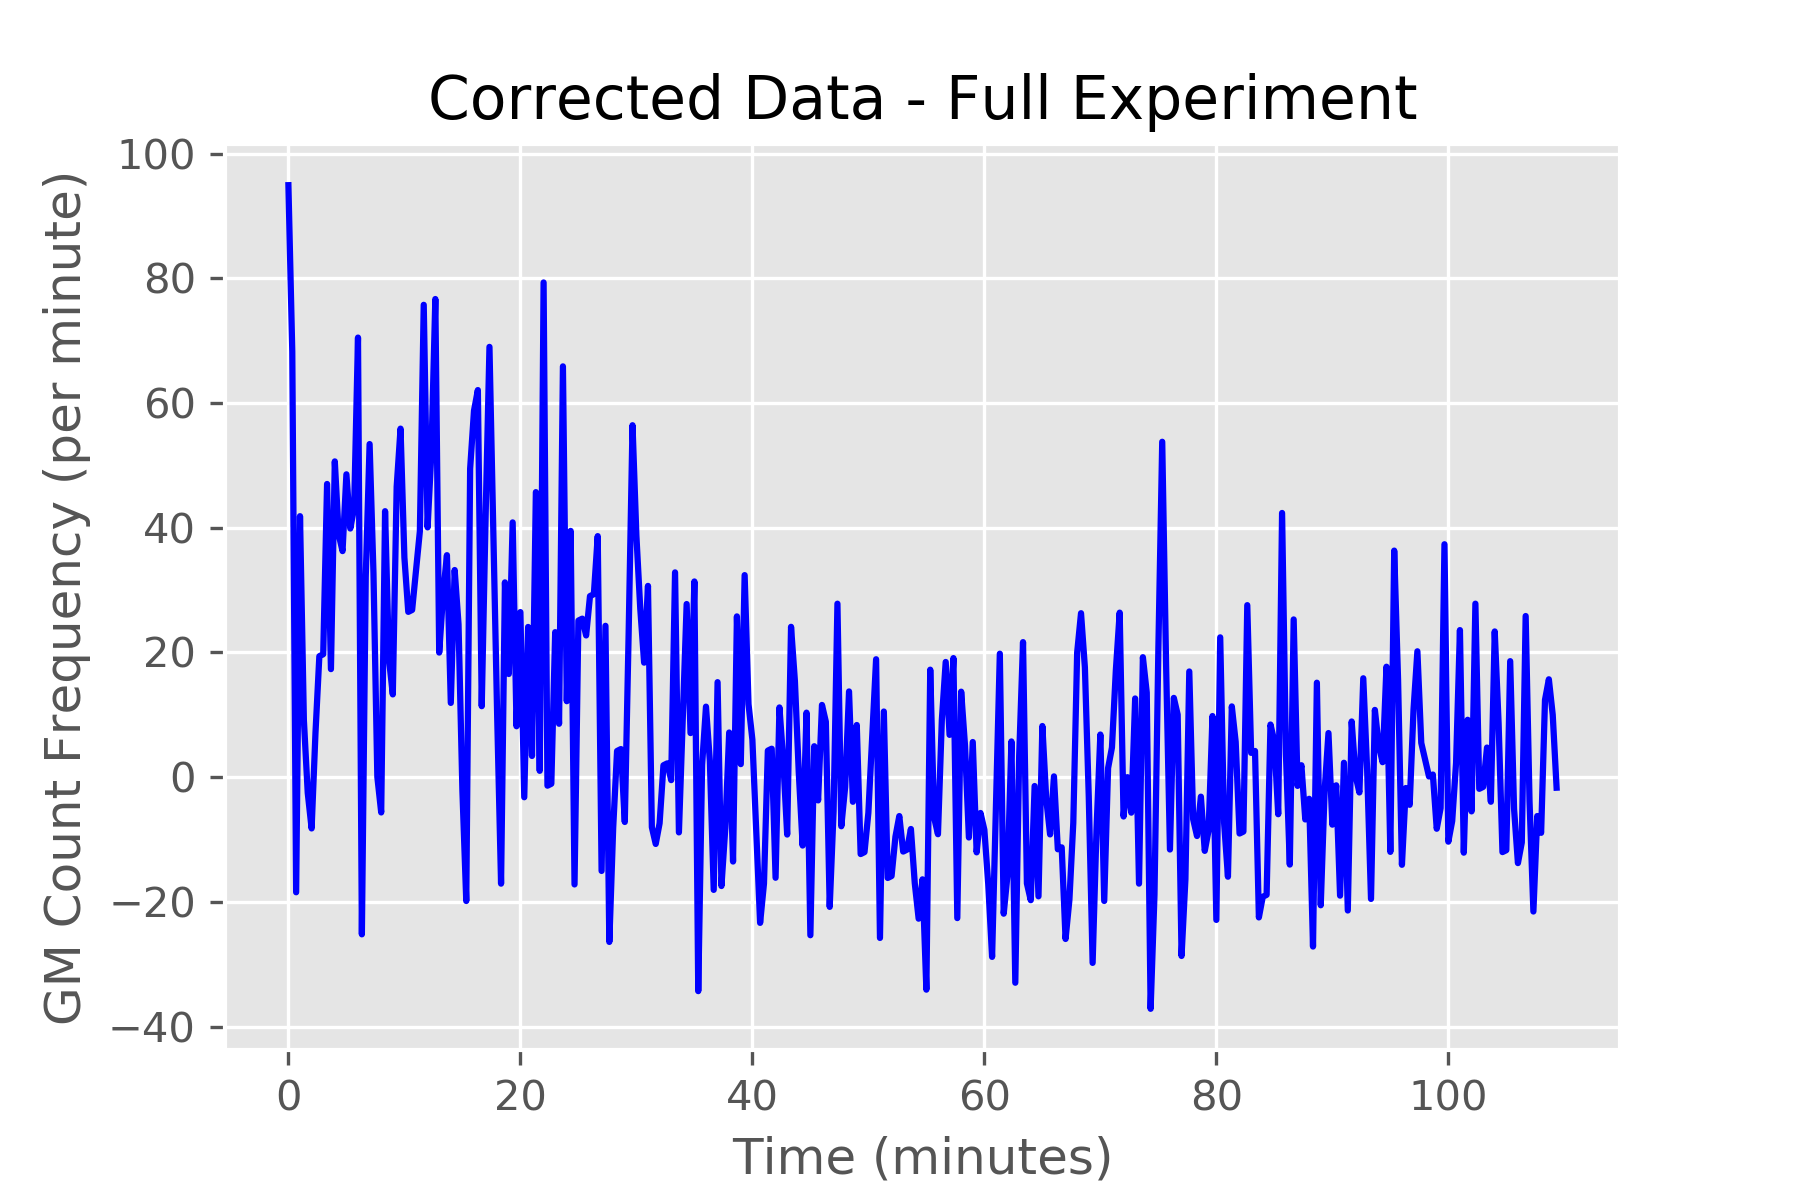 Corrected Data - Full Experiment
GM Count Frequency (per minute)
100
80
60
40
20
0
−20
−40
0 20 40 60 80 100
Time (minutes)